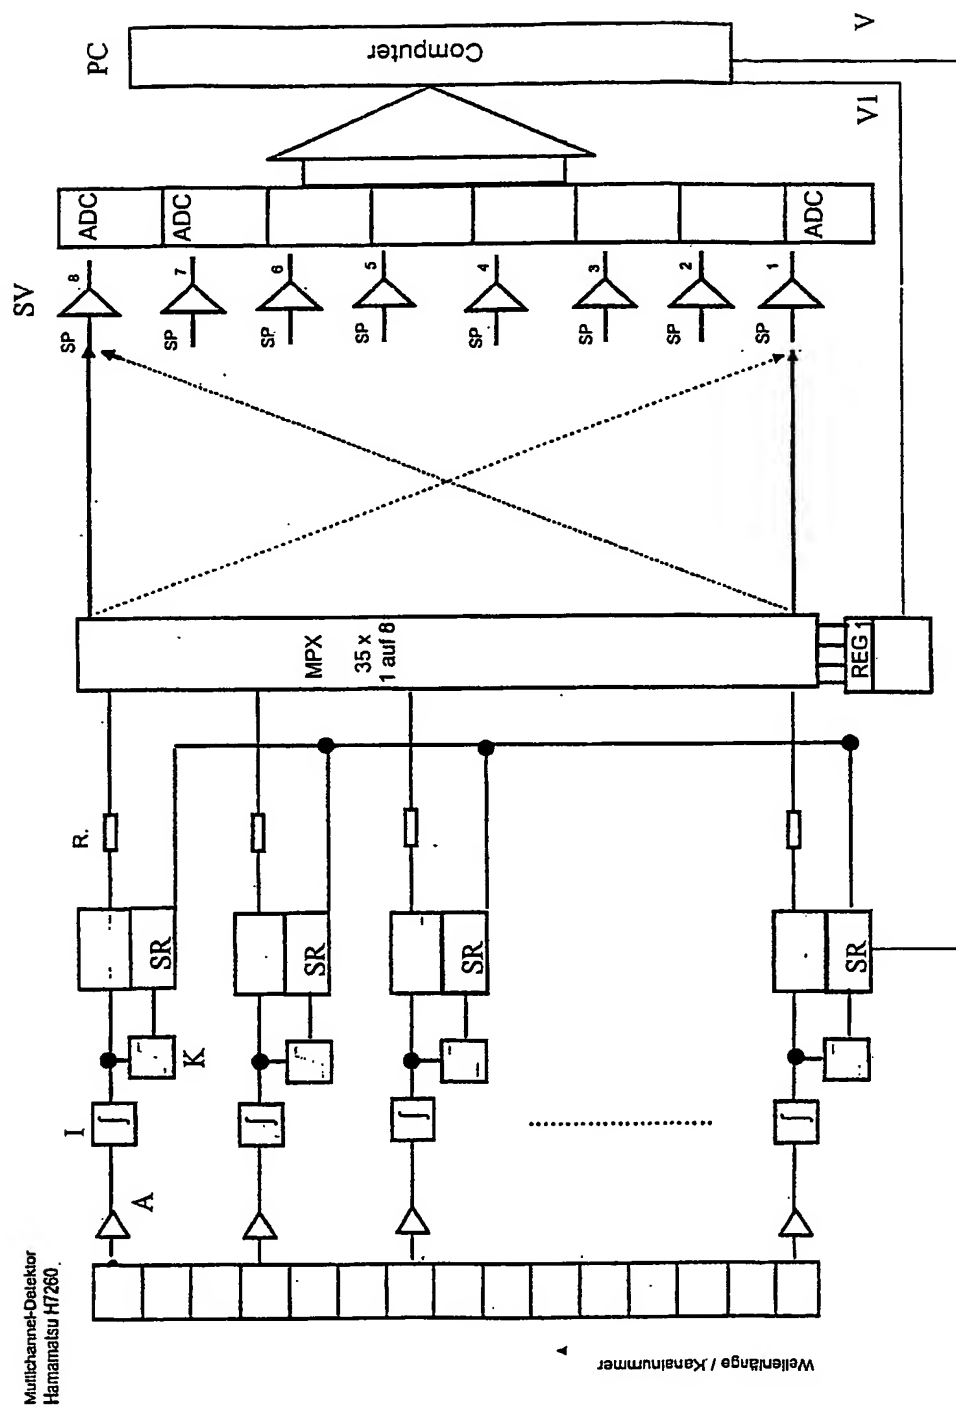 Multichannel-Detektor
Hamamatsu H7260
Wellenlänge / Kanalnummer
A
I
K
SR
SR
SR
SR
R.
MPX
35 x
1 auf 8
REG 1
SV
SP
8
SP
7
SP
6
SP
5
SP
4
SP
3
SP
2
SP
1
ADC
ADC
ADC
PC
Computer
V1
V